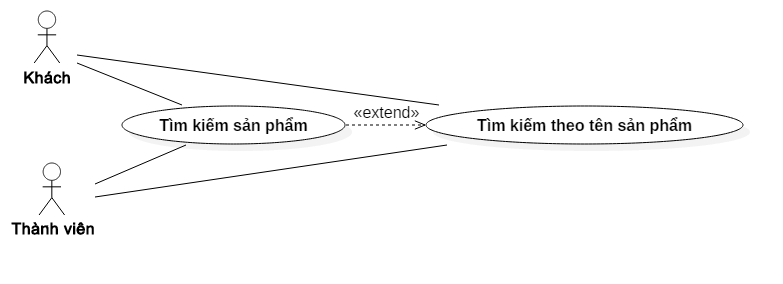 Khách
«extend»
Tìm kiếm sản phẩm
Tìm kiếm theo tên sản phẩm
Thành viên